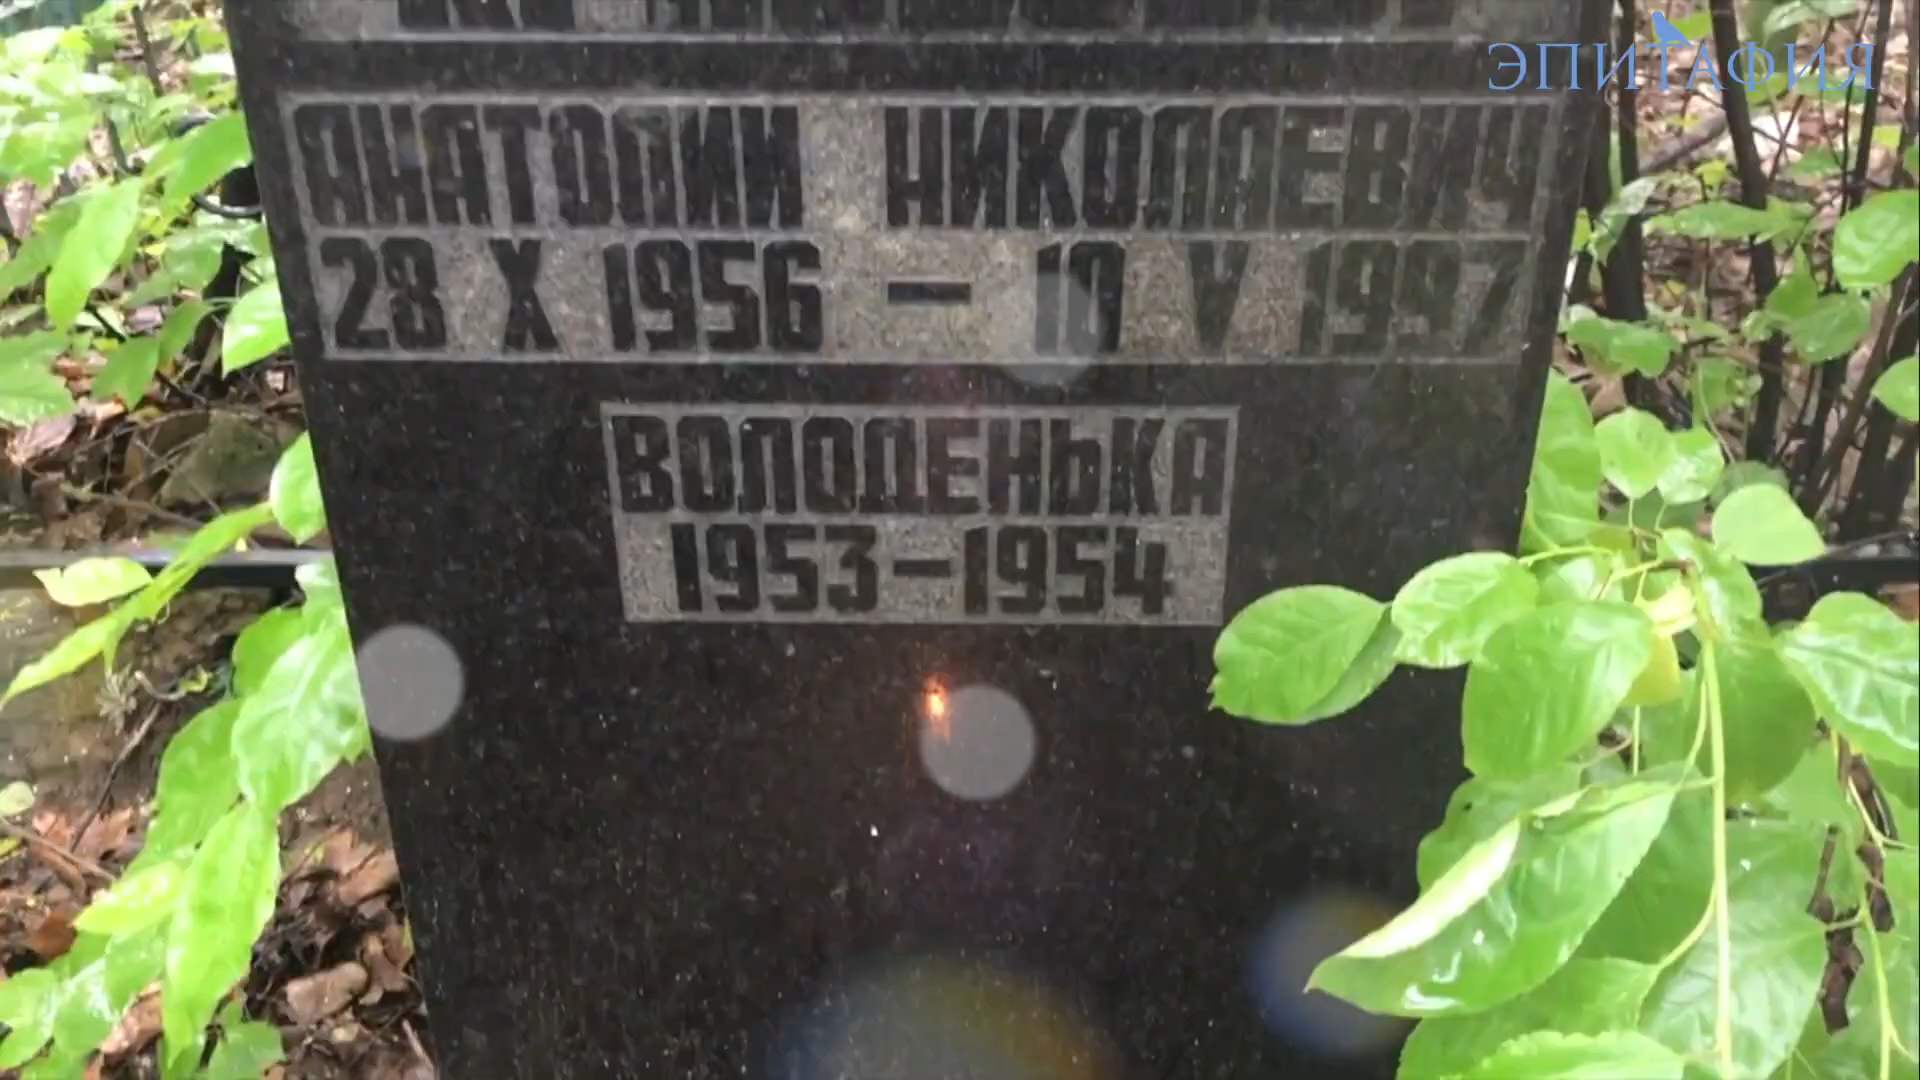 ЭПИТАФИЯ
АНАТОЛИЙ НИКОЛАЕВИЧ
28 X 1956 — 10 V 1997
ВОЛОДЕНЬКА
1953—1954